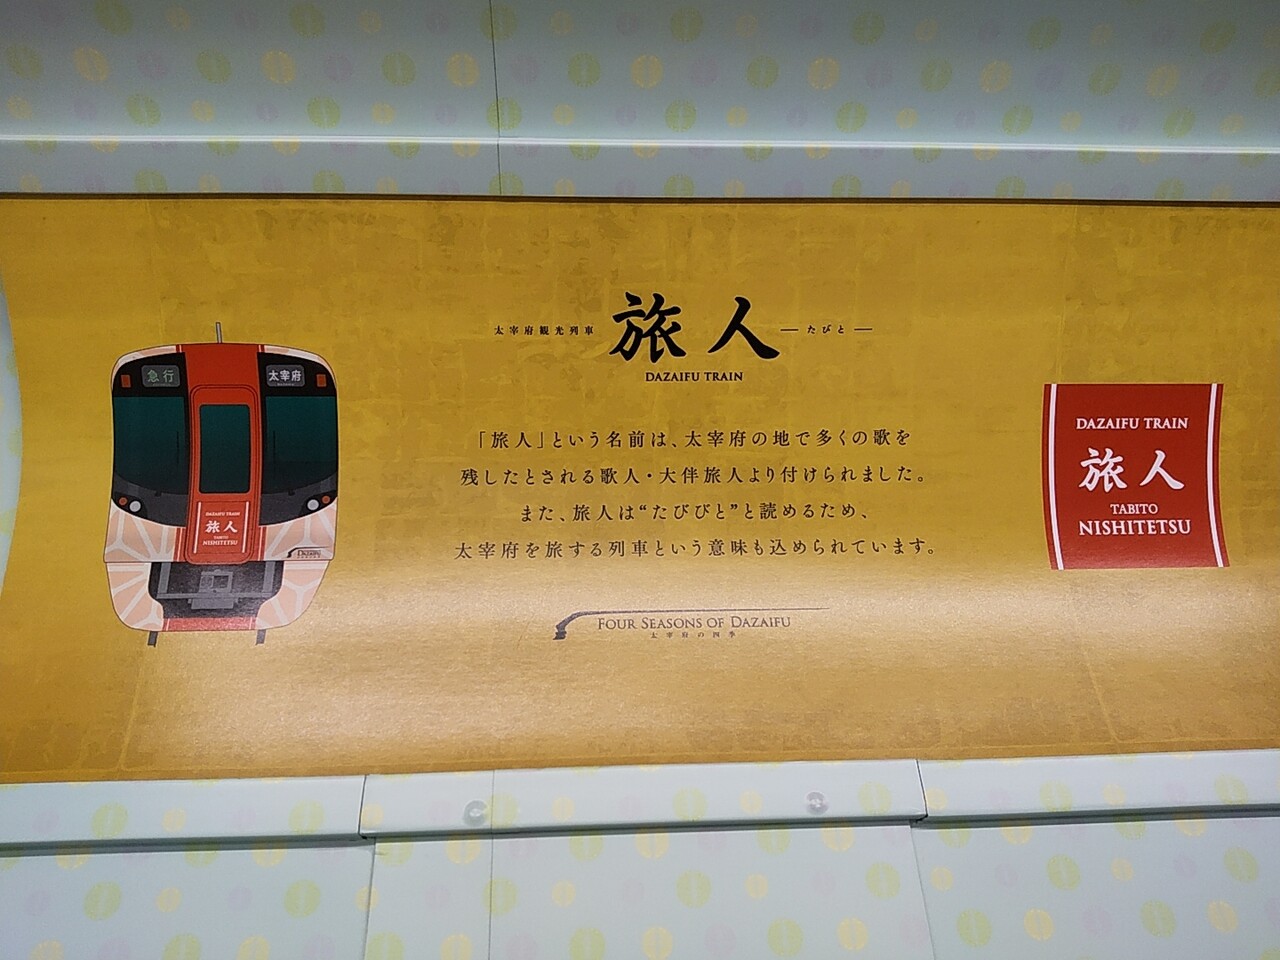 太宰府観光列車 旅人 ―たびと―
DAZAIFU TRAIN
「旅人」という名前は、太宰府の地で多くの歌を
残したとされる歌人・大伴旅人より付けられました。
また、旅人は“たびびと”と読めるため、
太宰府を旅する列車という意味も込められています。
FOUR SEASONS OF DAZAIFU
太宰府の四季
急行
太宰府
DAZAIFU TRAIN
旅人
TABITO
NISHITETSU
DAZAIFU
DAZAIFU TRAIN
旅人
TABITO
NISHITETSU